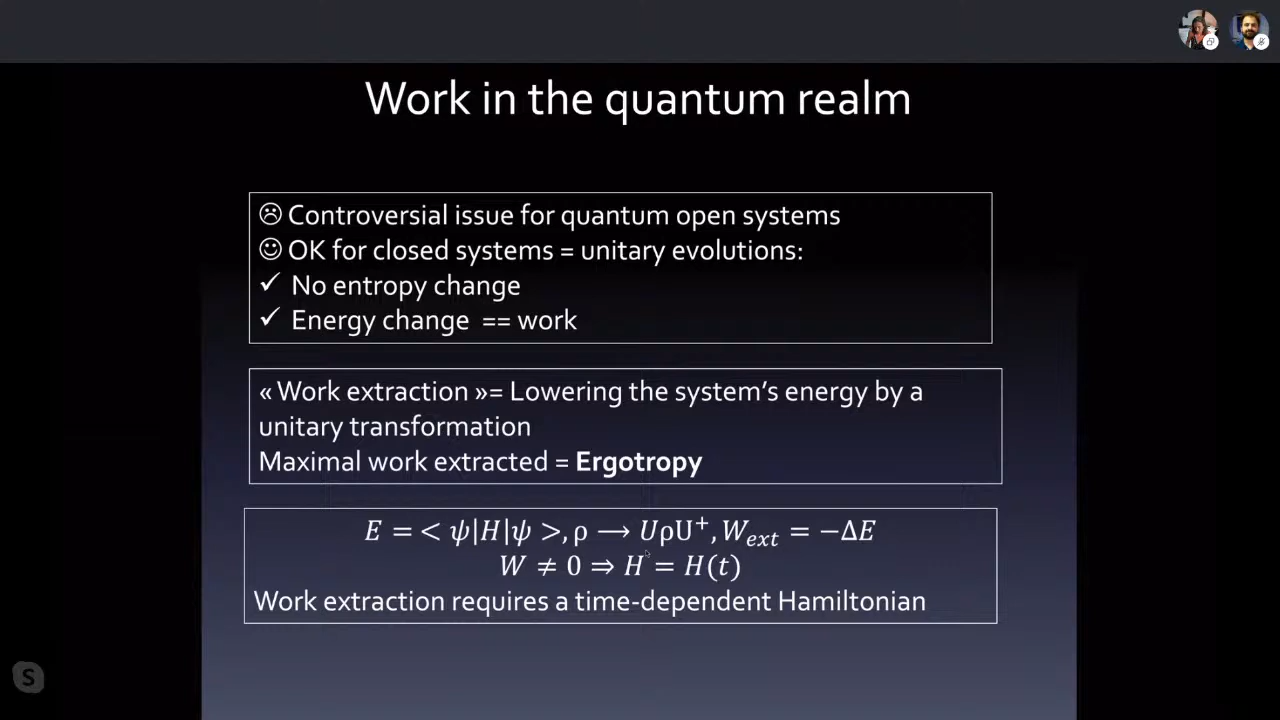 Work in the quantum realm
☹ Controversial issue for quantum open systems
☺ OK for closed systems = unitary evolutions:
✓ No entropy change
✓ Energy change == work
« Work extraction »= Lowering the system's energy by a
unitary transformation
Maximal work extracted = Ergotropy
E = < ψ|H|ψ >, ρ → UρU⁺, W_ext = −ΔE
W ≠ 0 ⇒ H = H(t)
Work extraction requires a time-dependent Hamiltonian
S